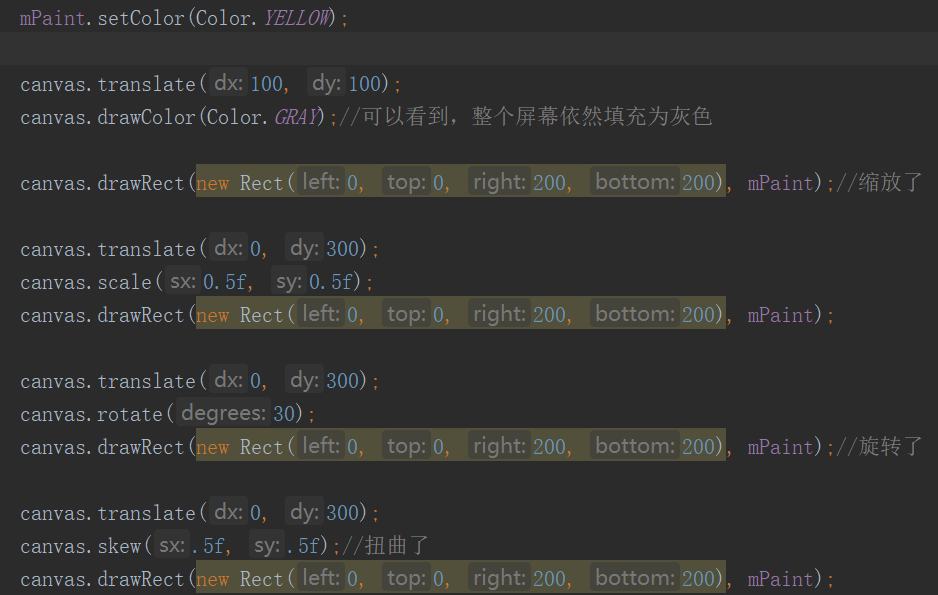 mPaint.setColor(Color.YELLOW);
canvas.translate( dx: 100, dy: 100);
canvas.drawColor(Color.GRAY);//可以看到，整个屏幕依然填充为灰色
canvas.drawRect(new Rect( left: 0, top: 0, right: 200, bottom: 200), mPaint);//缩放了
canvas.translate( dx: 0, dy: 300);
canvas.scale( sx: 0.5f, sy: 0.5f);
canvas.drawRect(new Rect( left: 0, top: 0, right: 200, bottom: 200), mPaint);
canvas.translate( dx: 0, dy: 300);
canvas.rotate( degrees: 30);
canvas.drawRect(new Rect( left: 0, top: 0, right: 200, bottom: 200), mPaint);//旋转了
canvas.translate( dx: 0, dy: 300);
canvas.skew( sx: .5f, sy: .5f);//扭曲了
canvas.drawRect(new Rect( left: 0, top: 0, right: 200, bottom: 200), mPaint);